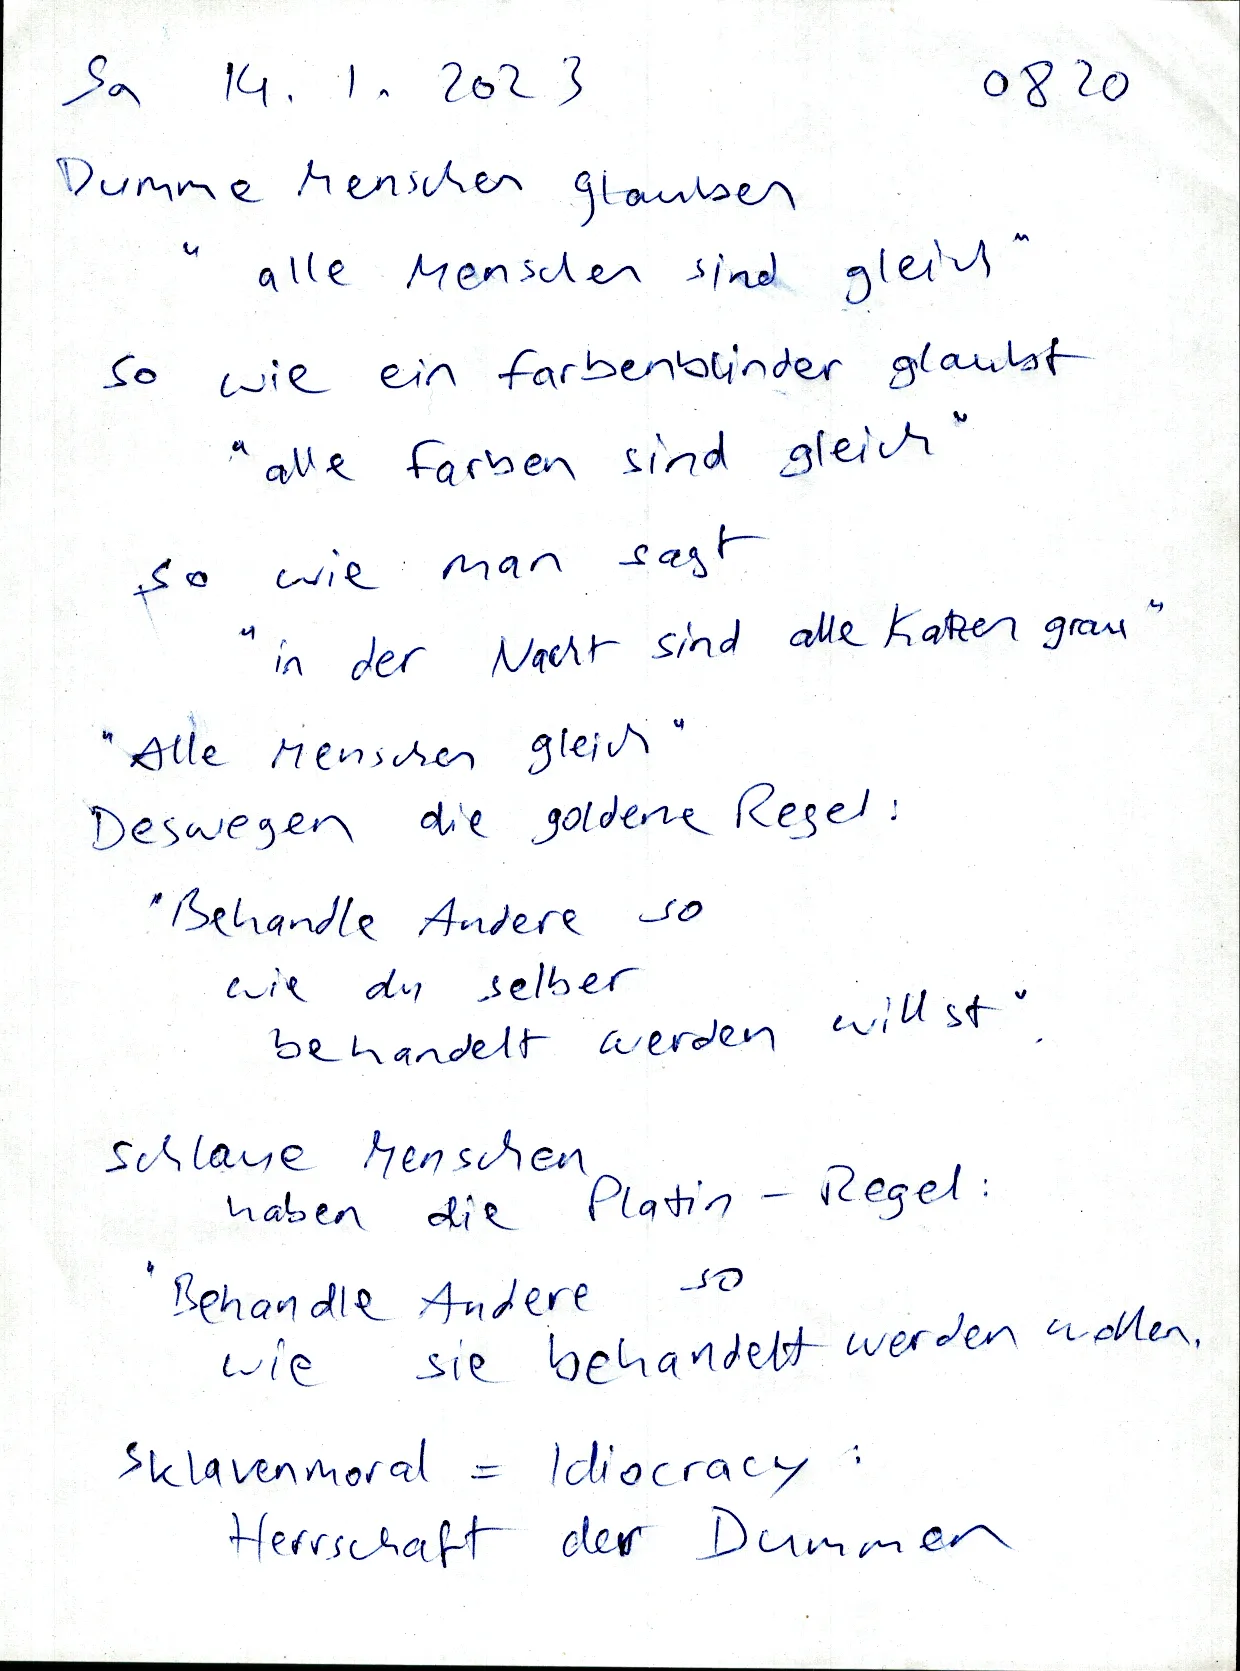 Sa 14. 1. 2023 0820
Dumme Menschen glauben
"alle Menschen sind gleich"
so wie ein farbenblinder glaubt
"alle Farben sind gleich"
so wie man sagt
"in der Nacht sind alle Katzen grau"
"Alle Menschen gleich"
Deswegen die goldene Regel:
"Behandle Andere so
wie du selber
behandelt werden willst".
schlaue Menschen
haben die Platin-Regel:
"Behandle Andere so
wie sie behandelt werden wollen.
Sklavenmoral = Idiocracy:
Herrschaft der Dummen